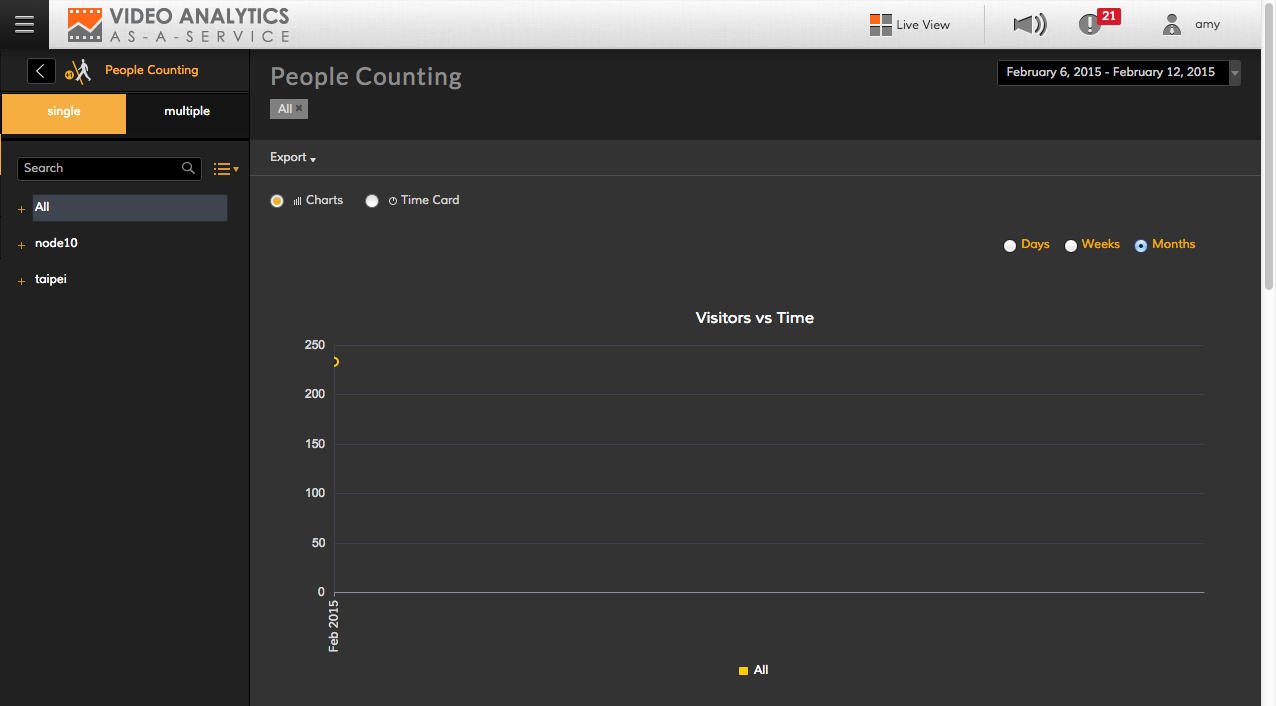 VIDEO ANALYTICS
AS-A-SERVICE
Live View
21
amy
People Counting
single
multiple
Search
All
node10
taipei
People Counting
All
February 6, 2015 - February 12, 2015
Export
Charts
Time Card
Days
Weeks
Months
Visitors vs Time
250
200
150
100
50
0
Feb 2015
All